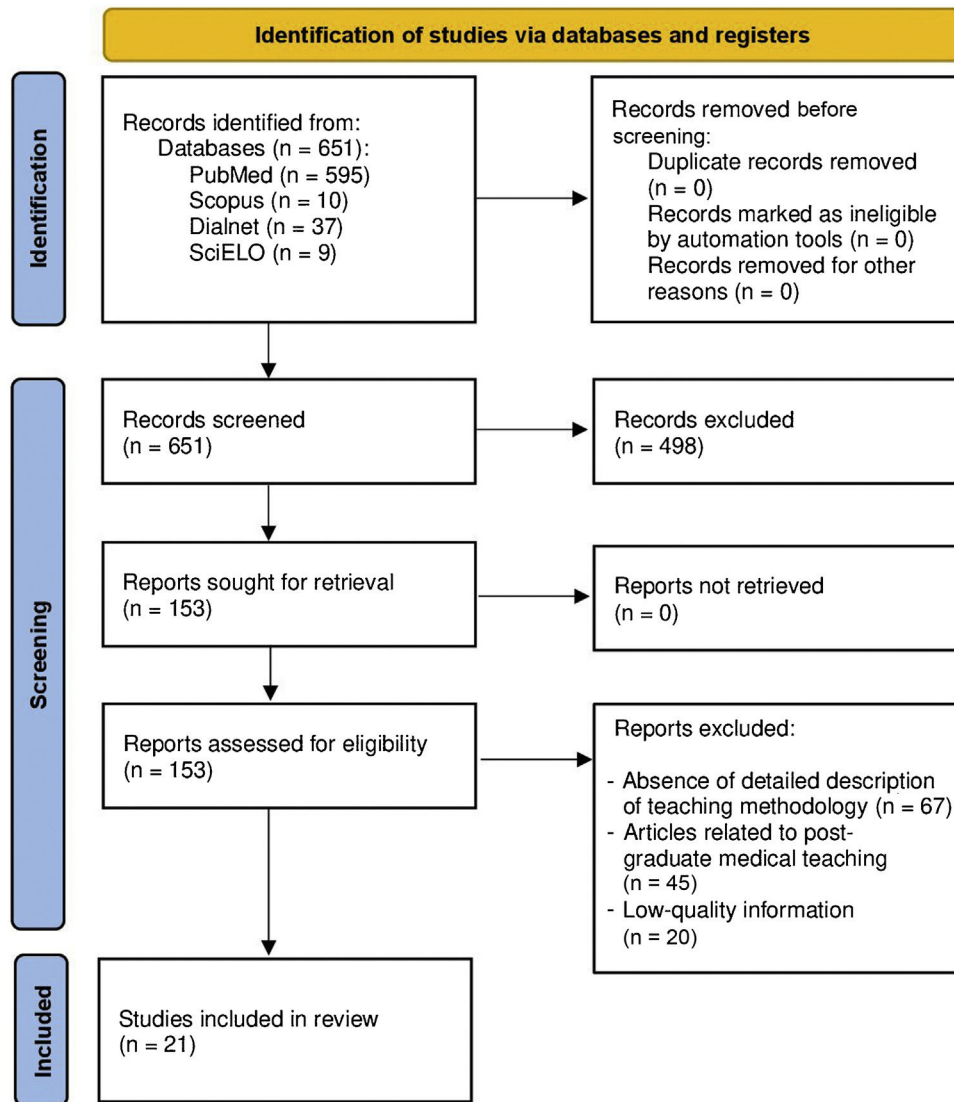 Identification of studies via databases and registers
Identification
Records identified from:
Databases (n = 651):
PubMed (n = 595)
Scopus (n = 10)
Dialnet (n = 37)
SciELO (n = 9)
Records removed before
screening:
Duplicate records removed
(n = 0)
Records marked as ineligible
by automation tools (n = 0)
Records removed for other
reasons (n = 0)
Screening
Records screened
(n = 651)
Records excluded
(n = 498)
Reports sought for retrieval
(n = 153)
Reports not retrieved
(n = 0)
Reports assessed for eligibility
(n = 153)
Reports excluded:
- Absence of detailed description
of teaching methodology (n = 67)
- Articles related to post-
graduate medical teaching
(n = 45)
- Low-quality information
(n = 20)
Included
Studies included in review
(n = 21)